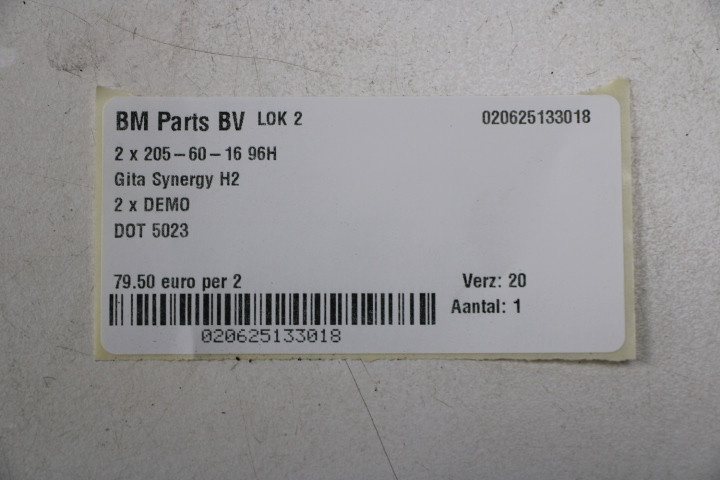 BM Parts BV LOK 2 020625133018
2 x 205-60-16 96H
Gita Synergy H2
2 x DEMO
DOT 5023
79.50 euro per 2 Verz: 20
Aantal: 1
020625133018